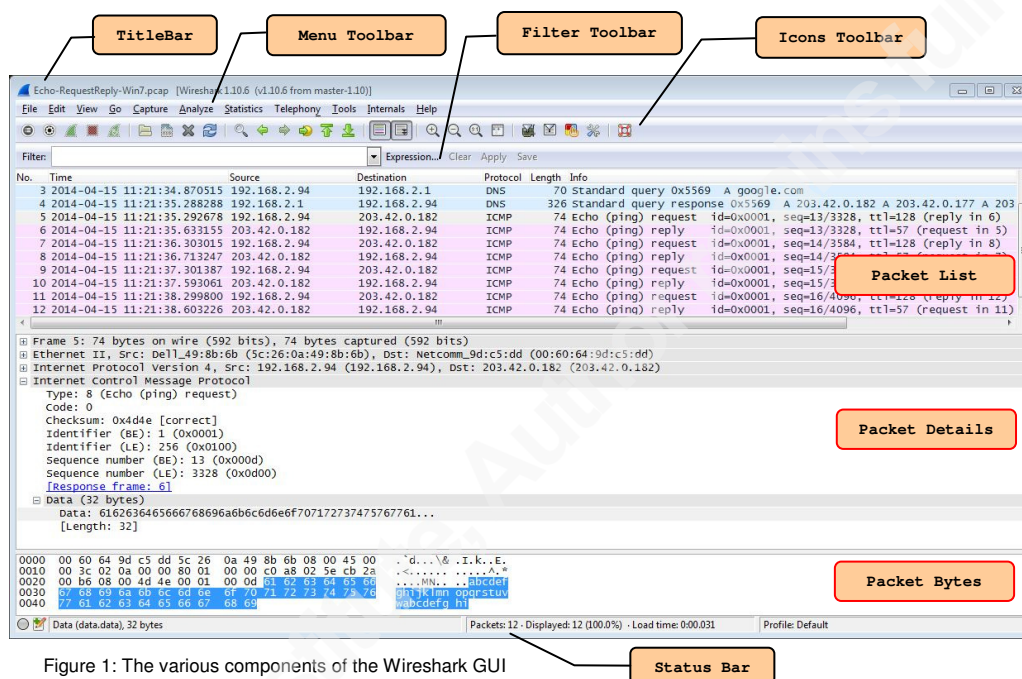 TitleBar
Menu Toolbar
Filter Toolbar
Icons Toolbar
Echo-RequestReply-Win7.pcap [Wireshark 1.10.6 (v1.10.6 from master-1.10)]
File Edit View Go Capture Analyze Statistics Telephony Tools Internals Help
Filter: Expression... Clear Apply Save
No. Time Source Destination Protocol Length Info
3 2014-04-15 11:21:34.870515 192.168.2.94 192.168.2.1 DNS 70 Standard query 0x5569 A google.com
4 2014-04-15 11:21:35.288288 192.168.2.1 192.168.2.94 DNS 326 Standard query response 0x5569 A 203.42.0.182 A 203.42.0.177 A 203
5 2014-04-15 11:21:35.292678 192.168.2.94 203.42.0.182 ICMP 74 Echo (ping) request id=0x0001, seq=13/3328, ttl=128 (reply in 6)
6 2014-04-15 11:21:35.633155 203.42.0.182 192.168.2.94 ICMP 74 Echo (ping) reply id=0x0001, seq=13/3328, ttl=57 (request in 5)
7 2014-04-15 11:21:36.303015 192.168.2.94 203.42.0.182 ICMP 74 Echo (ping) request id=0x0001, seq=14/3584, ttl=128 (reply in 8)
8 2014-04-15 11:21:36.713247 203.42.0.182 192.168.2.94 ICMP 74 Echo (ping) reply id=0x0001,
9 2014-04-15 11:21:37.301387 192.168.2.94 203.42.0.182 ICMP 74 Echo (ping) request id=0x0001,
10 2014-04-15 11:21:37.593061 203.42.0.182 192.168.2.94 ICMP 74 Echo (ping) reply id=0x0001,
11 2014-04-15 11:21:38.299800 192.168.2.94 203.42.0.182 ICMP 74 Echo (ping) request id=0x0001, seq=16/4096, ttl=128 (reply in 12)
12 2014-04-15 11:21:38.603226 203.42.0.182 192.168.2.94 ICMP 74 Echo (ping) reply id=0x0001, seq=16/4096, ttl=57 (request in 11)
Packet List
Frame 5: 74 bytes on wire (592 bits), 74 bytes captured (592 bits)
Ethernet II, Src: Dell_49:8b:6b (5c:26:0a:49:8b:6b), Dst: Netcomm_9d:c5:dd (00:60:64:9d:c5:dd)
Internet Protocol Version 4, Src: 192.168.2.94 (192.168.2.94), Dst: 203.42.0.182 (203.42.0.182)
Internet Control Message Protocol
Type: 8 (Echo (ping) request)
Code: 0
Checksum: 0x4d4e [correct]
Identifier (BE): 1 (0x0001)
Identifier (LE): 256 (0x0100)
Sequence number (BE): 13 (0x000d)
Sequence number (LE): 3328 (0x0d00)
[Response frame: 6]
Data (32 bytes)
Data: 6162636465666768696a6b6c6d6e6f707172737475767761...
[Length: 32]
Packet Details
0000 00 60 64 9d c5 dd 5c 26 0a 49 8b 6b 08 00 45 00 .`d...\& .I.k..E.
0010 00 3c 02 0a 00 00 80 01 00 00 c0 a8 02 5e cb 2a .<...... .....^.*
0020 00 b6 08 00 4d 4e 00 01 00 0d 61 62 63 64 65 66 ....MN.. ..abcdef
0030 67 68 69 6a 6b 6c 6d 6e 6f 70 71 72 73 74 75 76 ghijklmn opqrstuv
0040 77 61 62 63 64 65 66 67 68 69 wabcdefg hi
Packet Bytes
Data (data.data), 32 bytes Packets: 12 · Displayed: 12 (100.0%) · Load time: 0:00.031 Profile: Default
Figure 1: The various components of the Wireshark GUI
Status Bar